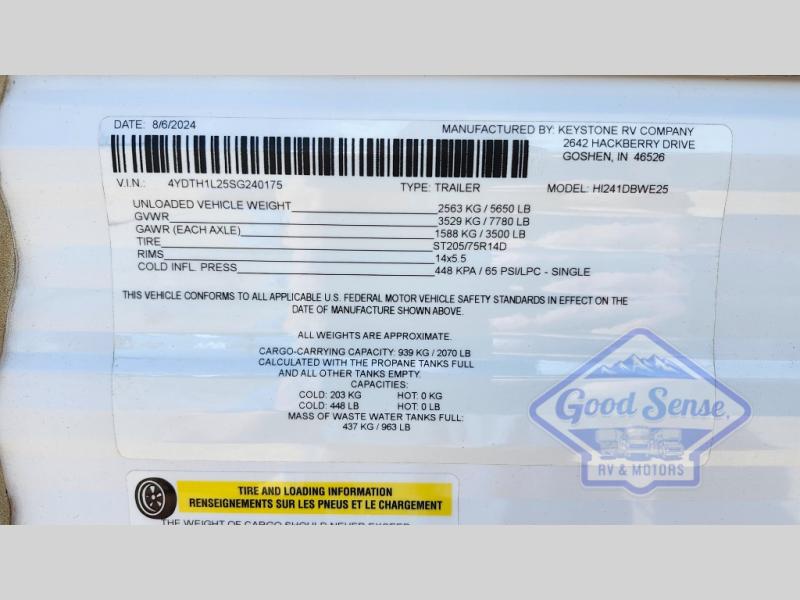 DATE: 8/6/2024 MANUFACTURED BY: KEYSTONE RV COMPANY
2642 HACKBERRY DRIVE
GOSHEN, IN 46526
V.I.N.: 4YDTH1L25SG240175 TYPE: TRAILER MODEL: HI241DBWE25
UNLOADED VEHICLE WEIGHT 2563 KG / 5650 LB
GVWR 3529 KG / 7780 LB
GAWR (EACH AXLE) 1588 KG / 3500 LB
TIRE ST205/75R14D
RIMS 14x5.5
COLD INFL. PRESS 448 KPA / 65 PSI/LPC - SINGLE
THIS VEHICLE CONFORMS TO ALL APPLICABLE U.S. FEDERAL MOTOR VEHICLE SAFETY STANDARDS IN EFFECT ON THE
DATE OF MANUFACTURE SHOWN ABOVE.
ALL WEIGHTS ARE APPROXIMATE.
CARGO-CARRYING CAPACITY: 939 KG / 2070 LB
CALCULATED WITH THE PROPANE TANKS FULL
AND ALL OTHER TANKS EMPTY.
CAPACITIES:
COLD: 203 KG HOT: 0 KG
COLD: 448 LB HOT: 0 LB
MASS OF WASTE WATER TANKS FULL:
437 KG / 963 LB
Good Sense
RV & MOTORS
TIRE AND LOADING INFORMATION
RENSEIGNEMENTS SUR LES PNEUS ET LE CHARGEMENT
THE WEIGHT OF CARGO SHOULD NEVER EXCEED